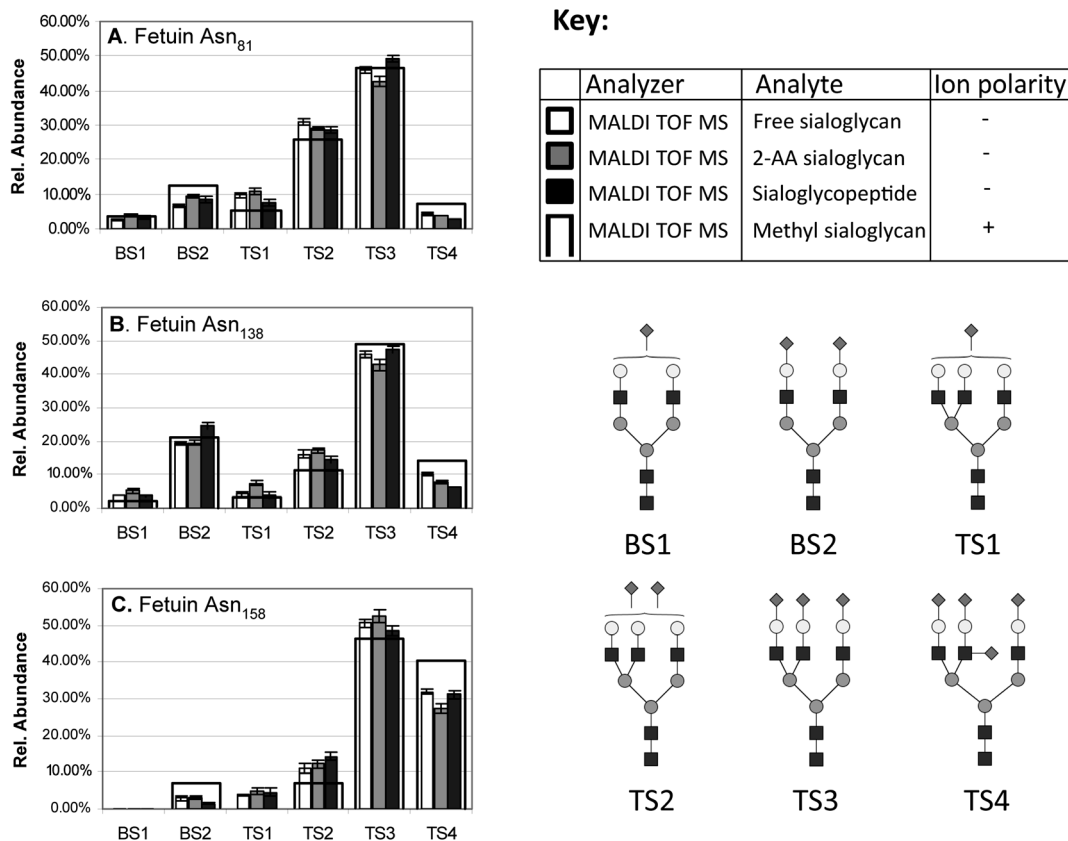 A. Fetuin Asn81
Rel. Abundance
60.00%
50.00%
40.00%
30.00%
20.00%
10.00%
0.00%
BS1 BS2 TS1 TS2 TS3 TS4
B. Fetuin Asn138
Rel. Abundance
60.00%
50.00%
40.00%
30.00%
20.00%
10.00%
0.00%
BS1 BS2 TS1 TS2 TS3 TS4
C. Fetuin Asn158
Rel. Abundance
60.00%
50.00%
40.00%
30.00%
20.00%
10.00%
0.00%
BS1 BS2 TS1 TS2 TS3 TS4
Key:
Analyzer Analyte Ion polarity
MALDI TOF MS Free sialoglycan -
MALDI TOF MS 2-AA sialoglycan -
MALDI TOF MS Sialoglycopeptide -
MALDI TOF MS Methyl sialoglycan +
BS1 BS2 TS1
TS2 TS3 TS4